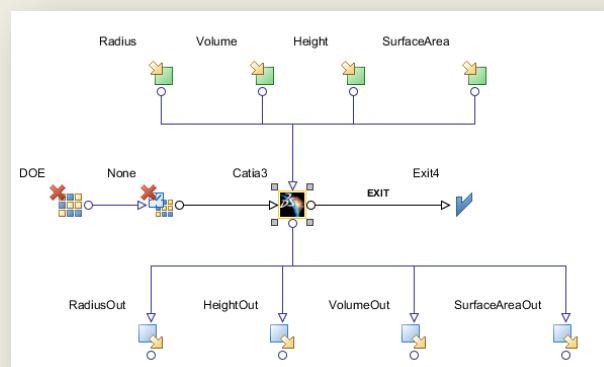 Radius Volume Height SurfaceArea
DOE None Catia3 Exit4
EXIT
RadiusOut HeightOut VolumeOut SurfaceAreaOut